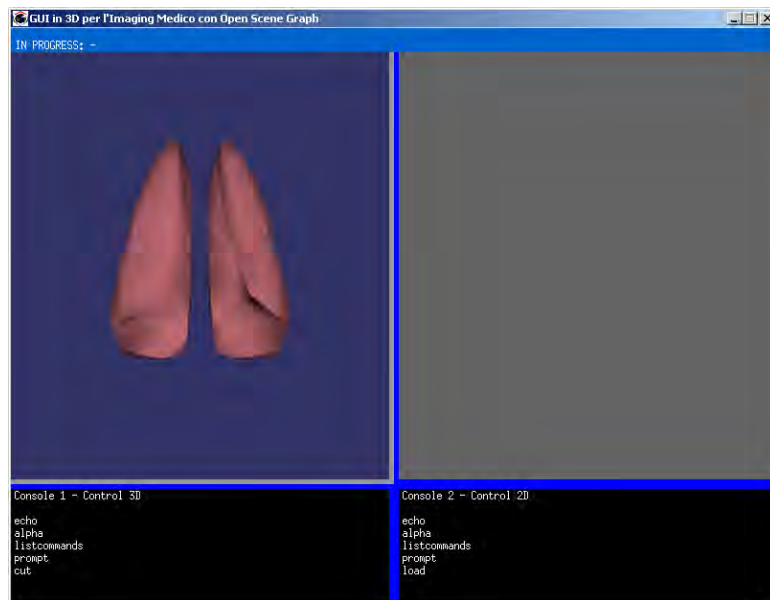 GUI in 3D per l'Imaging Medico con Open Scene Graph
IN PROGRESS: -
Console 1 - Control 3D
echo
alpha
listcommands
prompt
cut
Console 2 - Control 2D
echo
alpha
listcommands
prompt
load